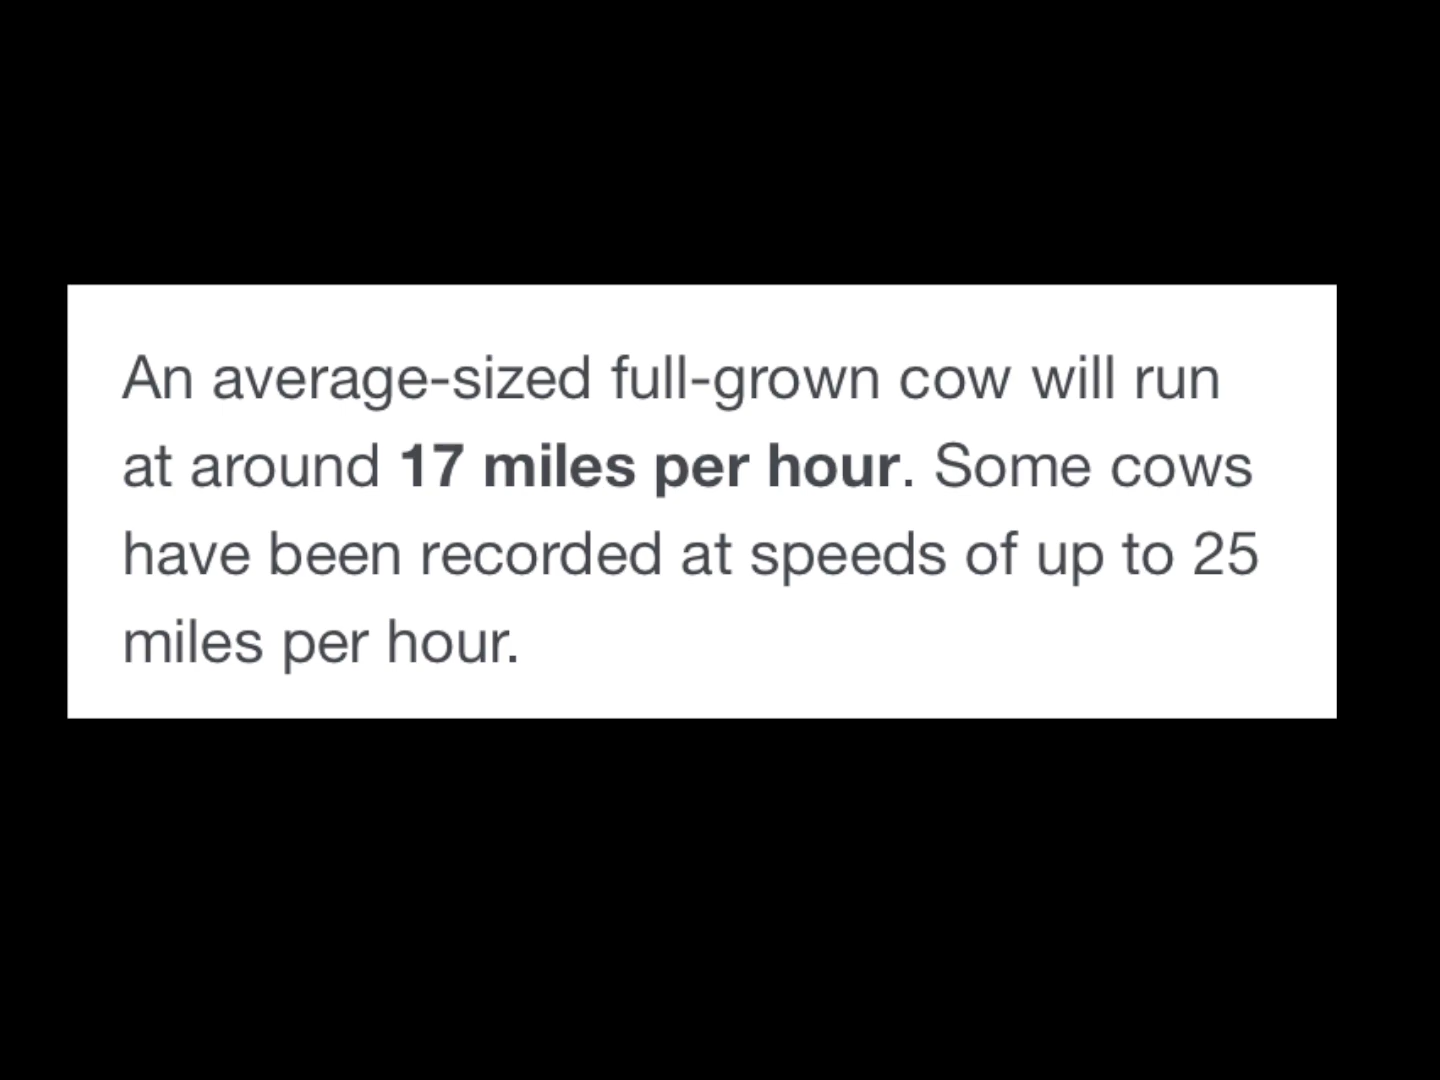 An average-sized full-grown cow will run
at around 17 miles per hour. Some cows
have been recorded at speeds of up to 25
miles per hour.